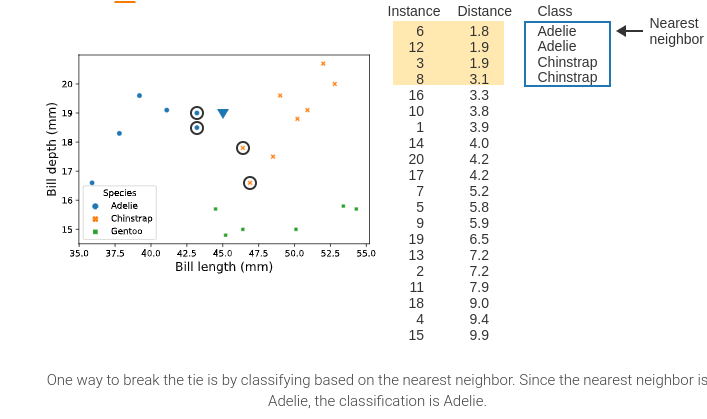 Instance Distance Class
6 1.8 Adelie
12 1.9 Adelie
3 1.9 Chinstrap
8 3.1 Chinstrap
Nearest
neighbor
16 3.3
10 3.8
1 3.9
14 4.0
20 4.2
17 4.2
7 5.2
5 5.8
9 5.9
19 6.5
13 7.2
2 7.2
11 7.9
18 9.0
4 9.4
15 9.9
Bill depth (mm)
20
19
18
17
16
15
Species
Adelie
Chinstrap
Gentoo
35.0 37.5 40.0 42.5 45.0 47.5 50.0 52.5 55.0
Bill length (mm)
One way to break the tie is by classifying based on the nearest neighbor. Since the nearest neighbor is
Adelie, the classification is Adelie.